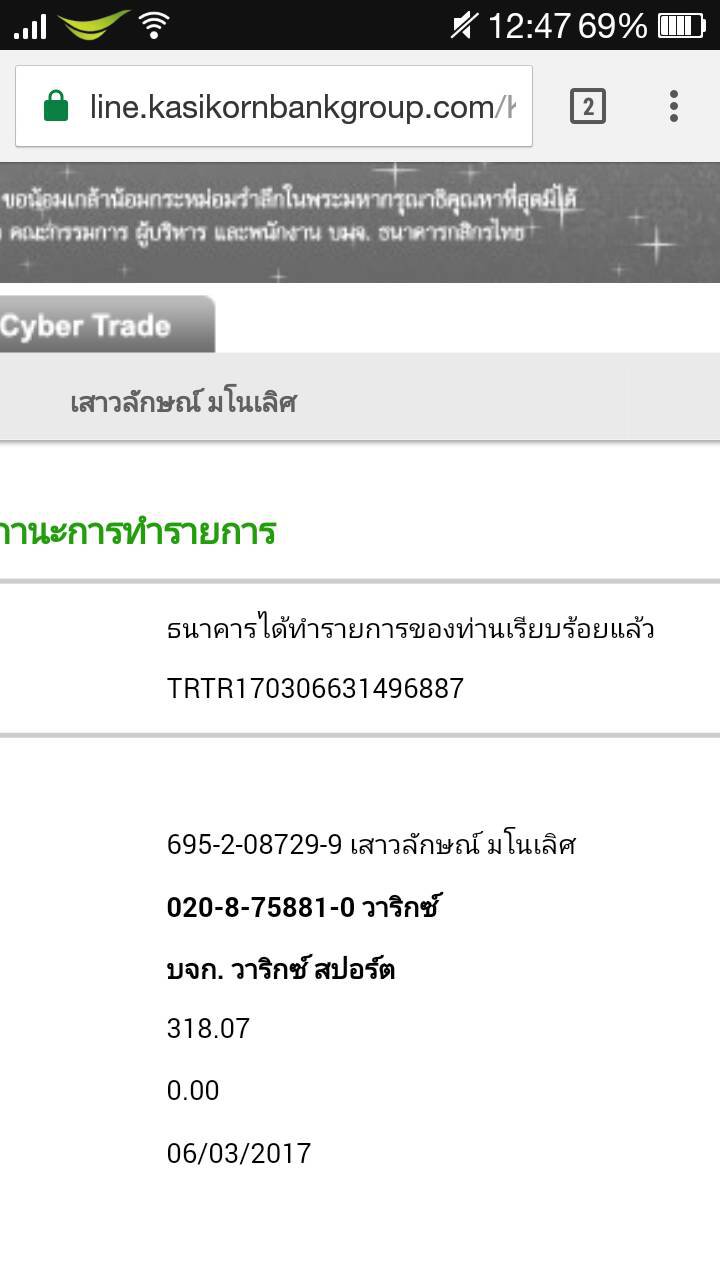 12:47 69%
line.kasikornbankgroup.com/
2
ขอน้อมเกล้าน้อมกระหม่อมรำลึกในพระมหากรุณาธิคุณหาที่สุดมิได้
คณะกรรมการ ผู้บริหาร และพนักงาน บมจ. ธนาคารกสิกรไทย
Cyber Trade
เสาวลักษณ์ มโนเลิศ
านะการทำรายการ
ธนาคารได้ทำรายการของท่านเรียบร้อยแล้ว
TRTR170306631496887
695-2-08729-9 เสาวลักษณ์ มโนเลิศ
020-8-75881-0 วาริกซ์
บจก. วาริกซ์ สปอร์ต
318.07
0.00
06/03/2017